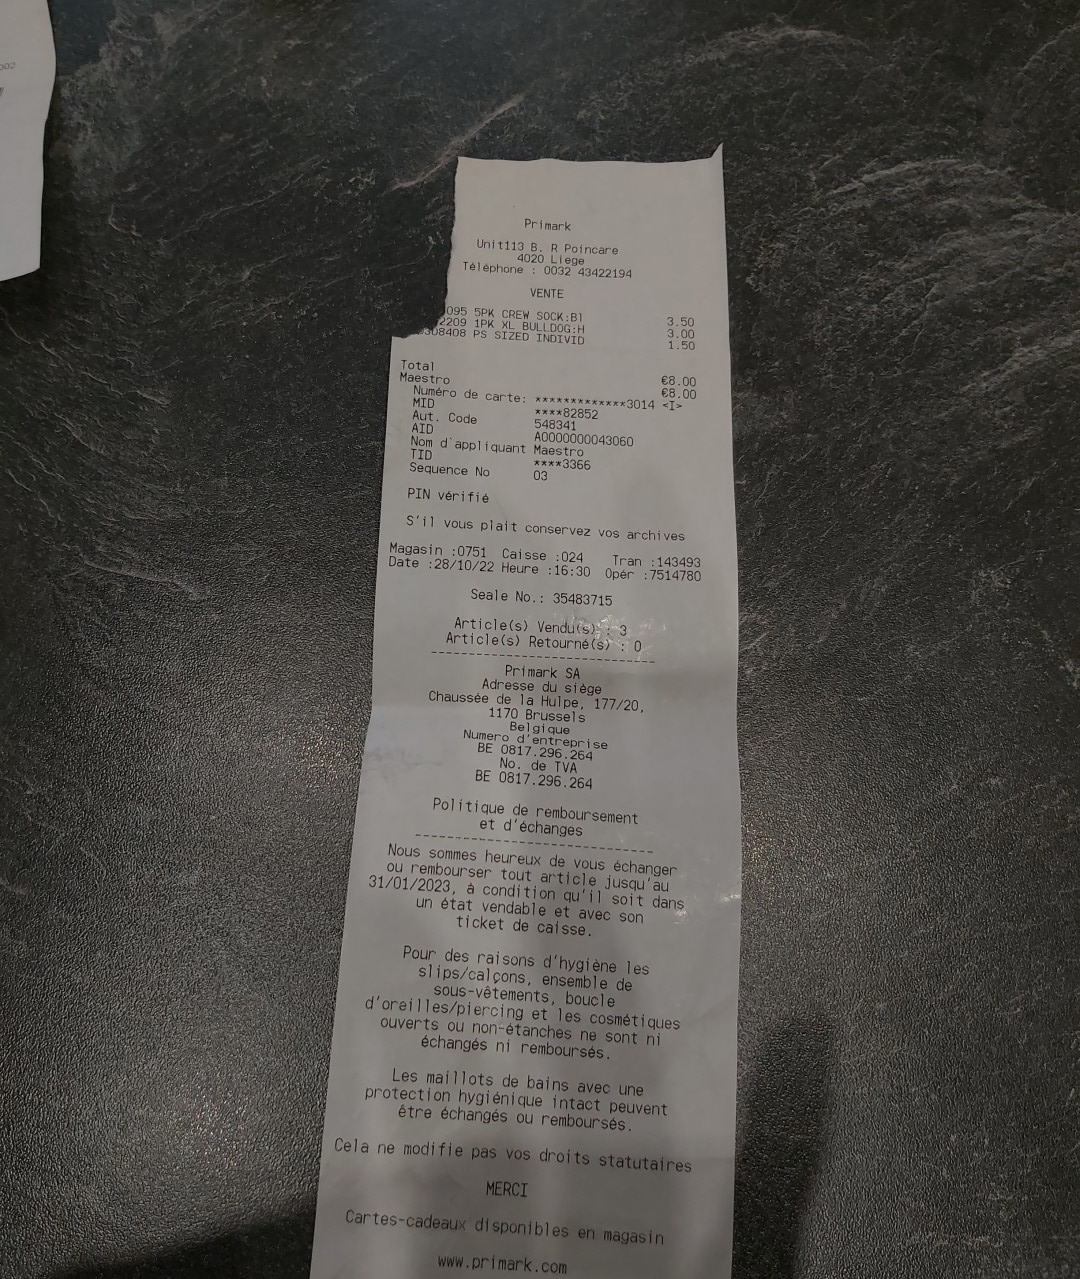 002
Primark
Unit113 B. R Poincare
4020 Liege
Téléphone : 0032 43422194
VENTE
095 5PK CREW SOCK:B1 3.50
2209 1PK XL BULLDOG:H 3.00
308408 PS SIZED INDIVID 1.50
Total €8.00
Maestro €8.00
Numéro de carte: *************3014 <I>
MID ****82852
Aut. Code 548341
AID A0000000043060
Nom d'appliquant Maestro
TID ****3366
Sequence No 03
PIN vérifié
S'il vous plait conservez vos archives
Magasin :0751 Caisse :024 Tran :143493
Date :28/10/22 Heure :16:30 Opér :7514780
Seale No.: 35483715
Article(s) Vendu(s) : 3
Article(s) Retourné(s) : 0
Primark SA
Adresse du siège
Chaussée de la Hulpe, 177/20,
1170 Brussels
Belgique
Numero d'entreprise
BE 0817.296.264
No. de TVA
BE 0817.296.264
Politique de remboursement
et d'échanges
Nous sommes heureux de vous échanger
ou rembourser tout article jusqu'au
31/01/2023, à condition qu'il soit dans
un état vendable et avec son
ticket de caisse.
Pour des raisons d'hygiène les
slips/calçons, ensemble de
sous-vêtements, boucle
d'oreilles/piercing et les cosmétiques
ouverts ou non-étanches ne sont ni
échangés ni remboursés.
Les maillots de bains avec une
protection hygiénique intact peuvent
être échangés ou remboursés.
Cela ne modifie pas vos droits statutaires
MERCI
Cartes-cadeaux disponibles en magasin
www.primark.com